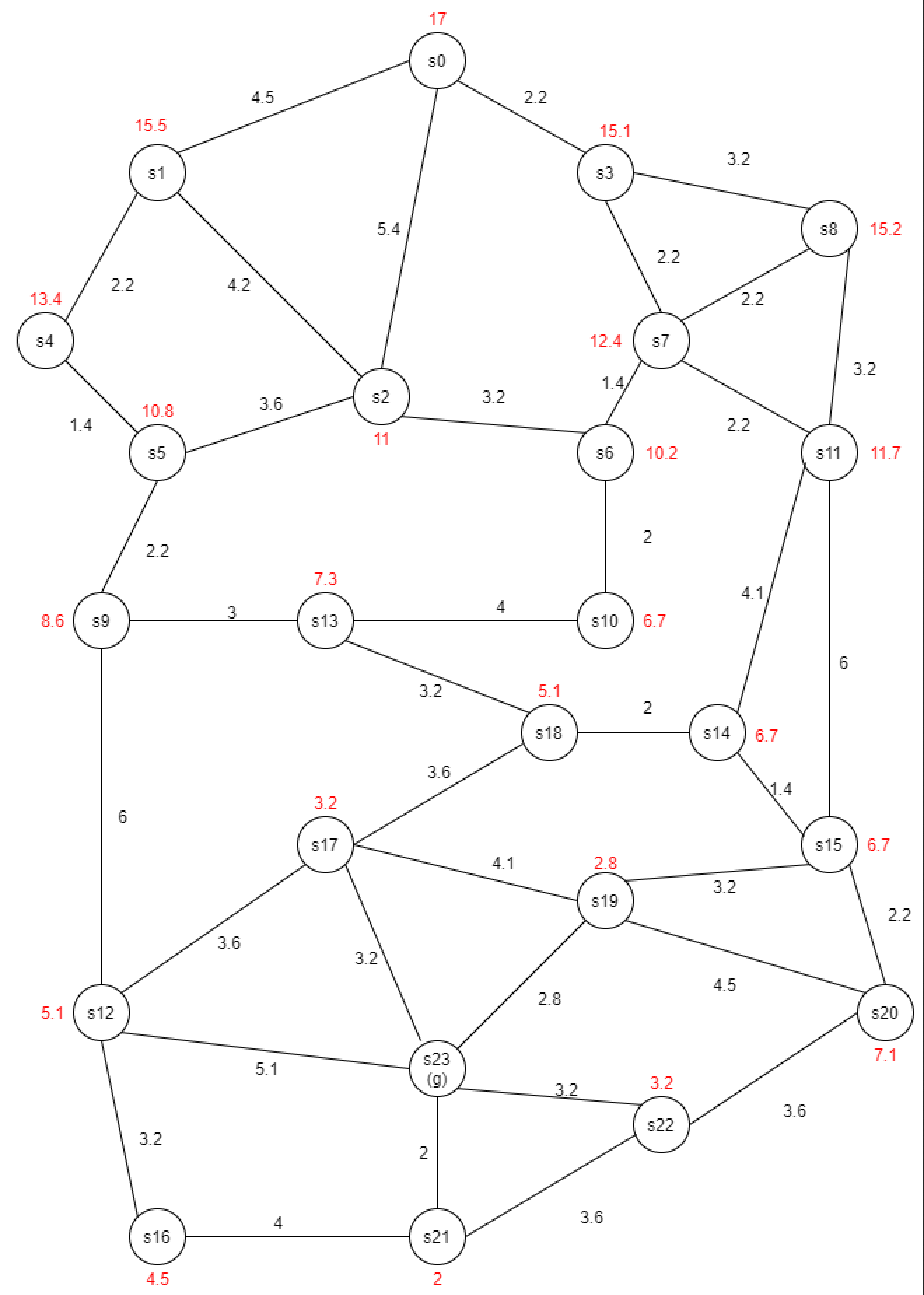 17
s0
4.5
2.2
15.5
15.1
s1
s3
3.2
s8
15.2
5.4
2.2
4.2
2.2
2.2
13.4
s4
12.4
s7
1.4
3.2
10.8
3.6
s2
3.2
2.2
1.4
s5
11
s6
10.2
s11
11.7
2.2
2
4.1
8.6
s9
3
7.3
s13
4
s10
6.7
3.2
5.1
s18
2
s14
6.7
6
3.6
1.4
6
3.2
s17
4.1
2.8
s19
3.2
s15
6.7
2.2
3.6
3.2
2.8
4.5
5.1
s12
s20
7.1
5.1
s23
(g)
3.2
3.2
s22
3.6
3.2
2
3.6
s16
4
s21
4.5
2